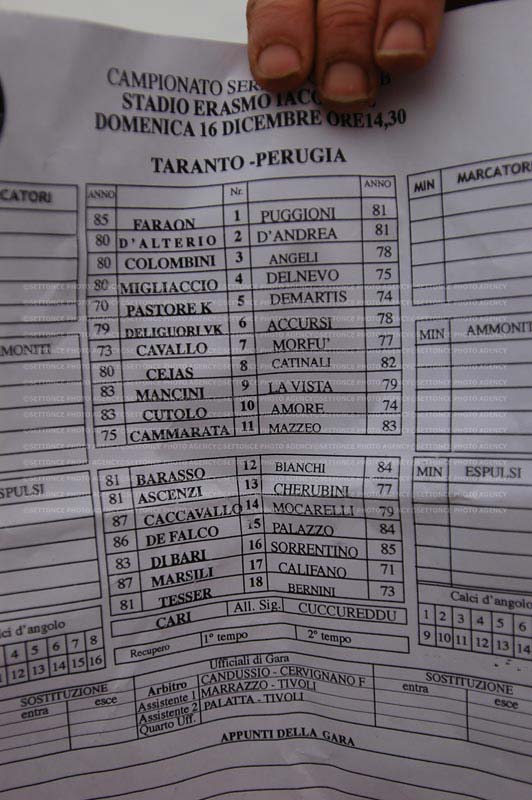 CAMPIONATO SER B
STADIO ERASMO IAC
DOMENICA 16 DICEMBRE ORE 14,30
TARANTO -PERUGIA
CATORI ANNO Nr. ANNO MIN MARCATORI
85 FARAON 1 PUGGIONI 81
80 D'ALTERIO 2 D'ANDREA 81
80 COLOMBINI 3 ANGELI 78
80 MIGLIACCIO 4 DELNEVO 75
70 PASTORE K 5 DEMARTIS 74
79 DELIGUORI VK 6 ACCURSI 78
MMONITI 73 CAVALLO 7 MORFU' 77 MIN AMMONITI
80 CEJAS 8 CATINALI 82
83 MANCINI 9 LA VISTA 79
83 CUTOLO 10 AMORE 74
75 CAMMARATA 11 MAZZEO 83
SPULSI 81 BARASSO 12 BIANCHI 84 MIN ESPULSI
81 ASCENZI 13 CHERUBINI 77
87 CACCAVALLO 14 MOCARELLI 79
86 DE FALCO 15 PALAZZO 84
83 DI BARI 16 SORRENTINO 85
87 MARSILI 17 CALIFANO 71
81 TESSER 18 BERNINI 73
CARI All. Sig. CUCCUREDDU
lci d'angolo Calci d'angolo
4 5 6 7 8 1 2 3 4 5 6
12 13 14 15 16 9 10 11 12 13 14
Recupero 1° tempo 2° tempo
Ufficiali di Gara
SOSTITUZIONE SOSTITUZIONE
entra esce entra esce
Arbitro CANDUSSIO - CERVIGNANO F
Assistente 1 MARRAZZO - TIVOLI
Assistente 2 PALATTA - TIVOLI
Quarto Uff.
APPUNTI DELLA GARA
©SETTONCE PHOTO AGENCY